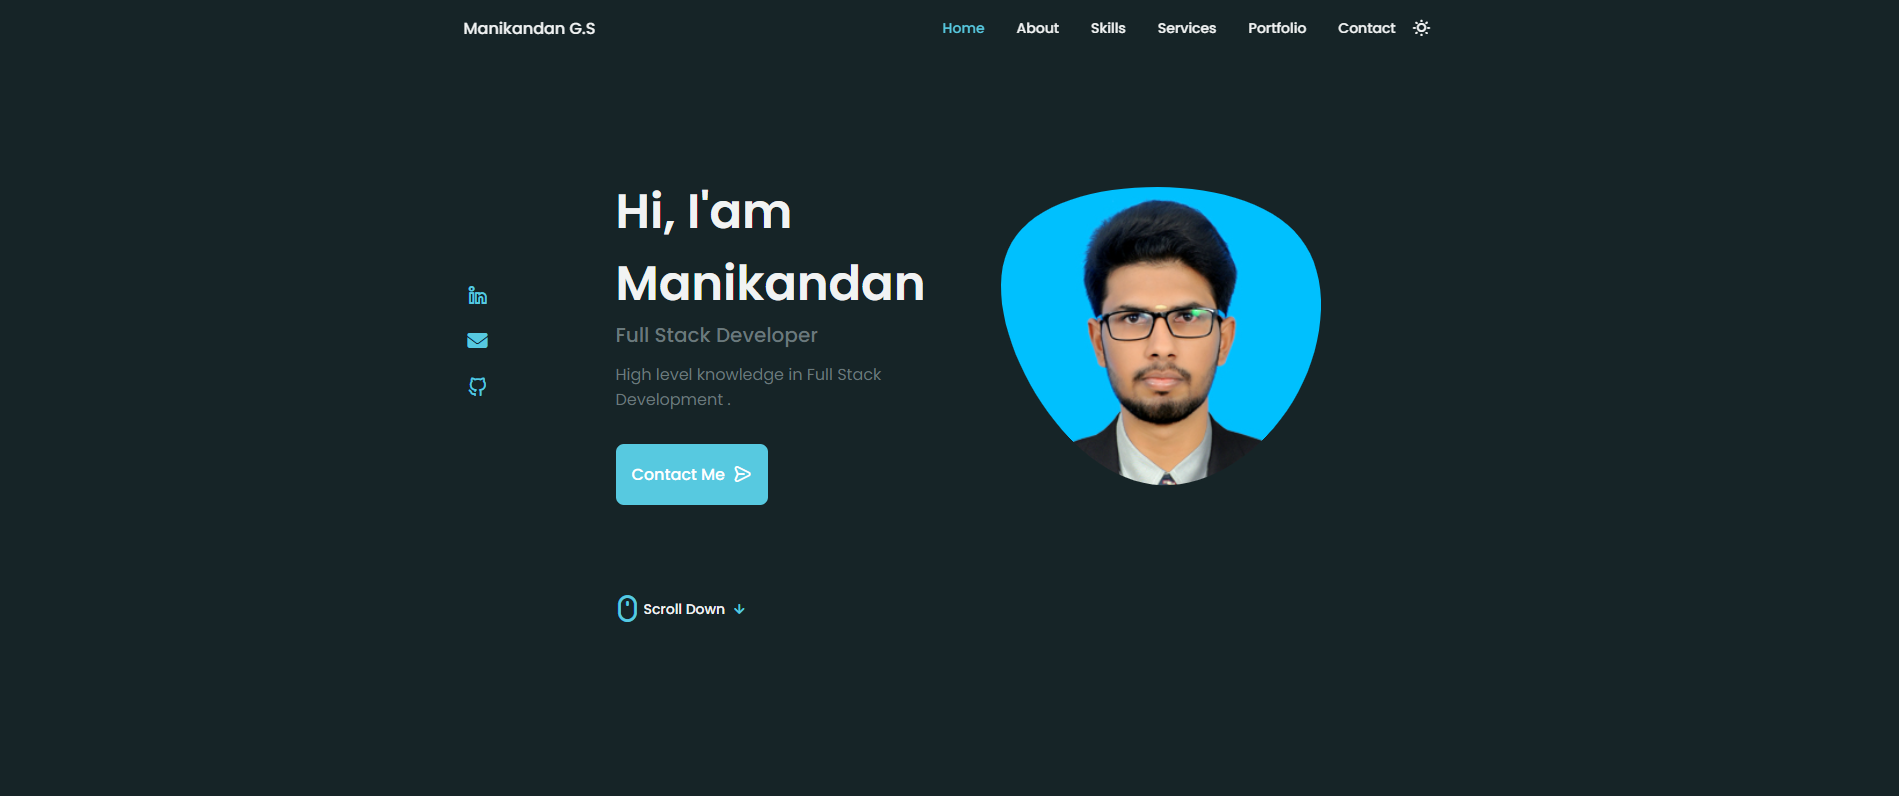 Manikandan G.S
Home About Skills Services Portfolio Contact
Hi, I'am
Manikandan
Full Stack Developer
High level knowledge in Full Stack
Development .
Contact Me
Scroll Down